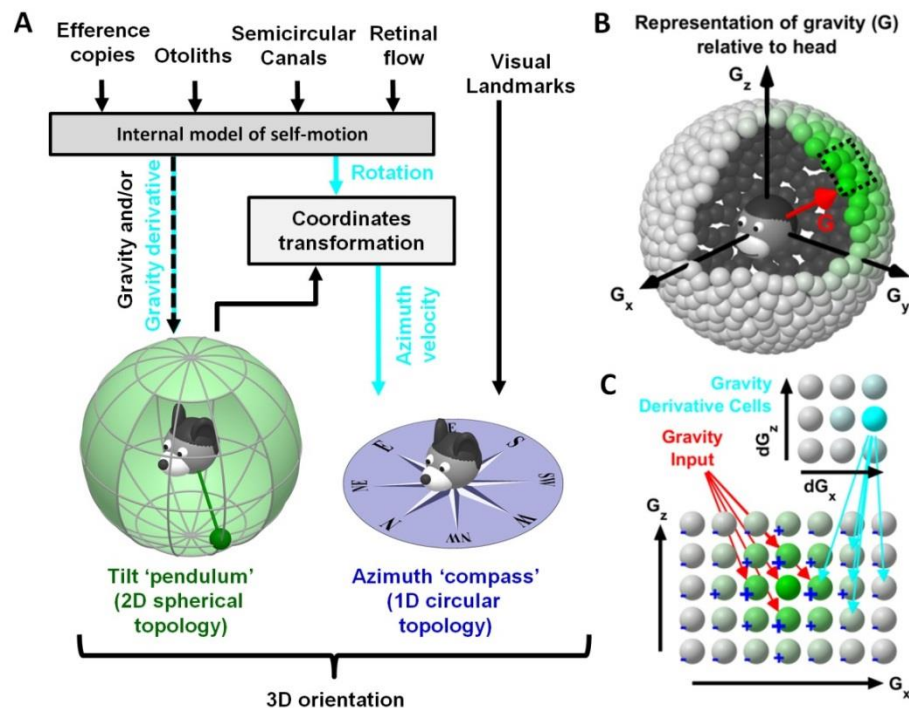 A
Efference
copies
Otoliths
Semicircular
Canals
Retinal
flow
Visual
Landmarks
Internal model of self-motion
Gravity and/or
Gravity derivative
Rotation
Coordinates
transformation
Azimuth
velocity
E
S
SW
W
NW
N
NE
E
Tilt ‘pendulum’
(2D spherical
topology)
Azimuth ‘compass’
(1D circular
topology)
3D orientation
B
Representation of gravity (G)
relative to head
Gz
G
Gx
Gy
C
Gravity
Derivative Cells
dGz
dGx
Gravity
Input
Gz
Gx